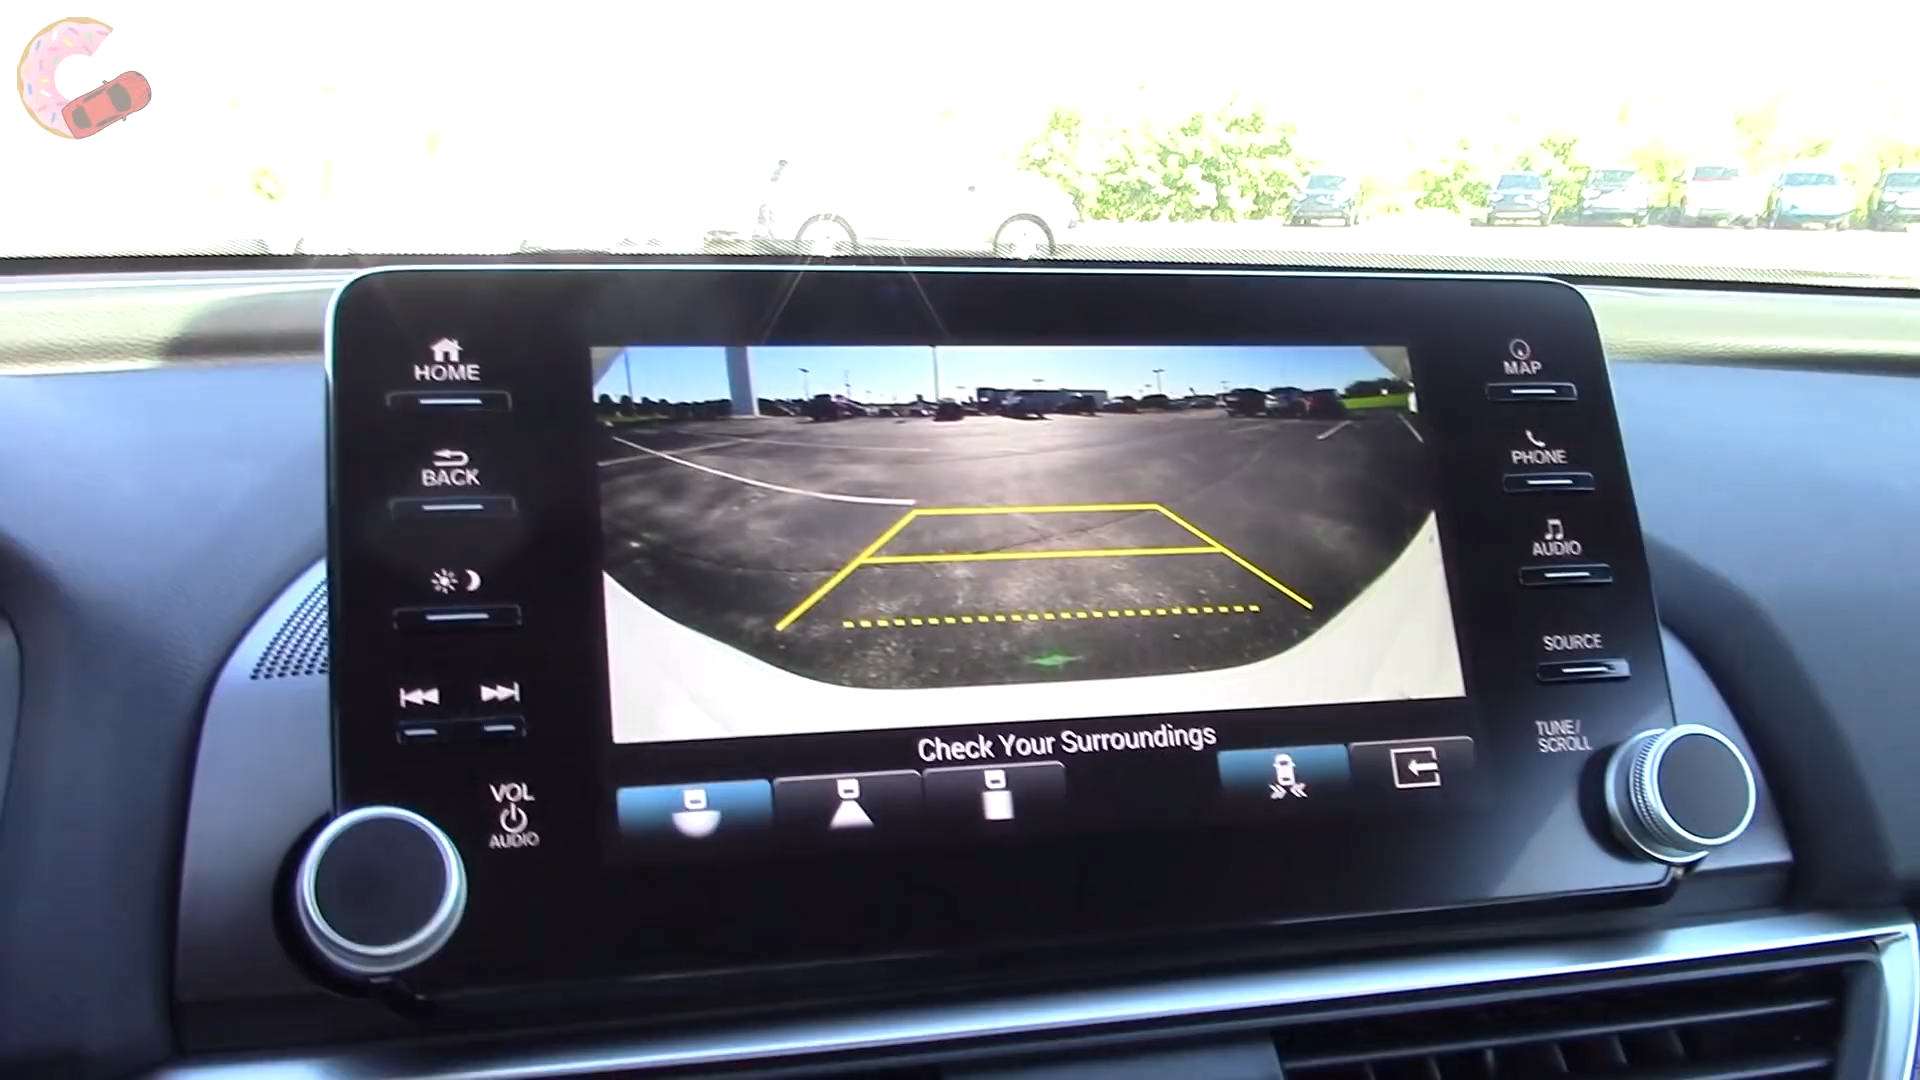 HOME
BACK
VOL
AUDIO
Check Your Surroundings
MAP
PHONE
AUDIO
SOURCE
TUNE/
SCROLL